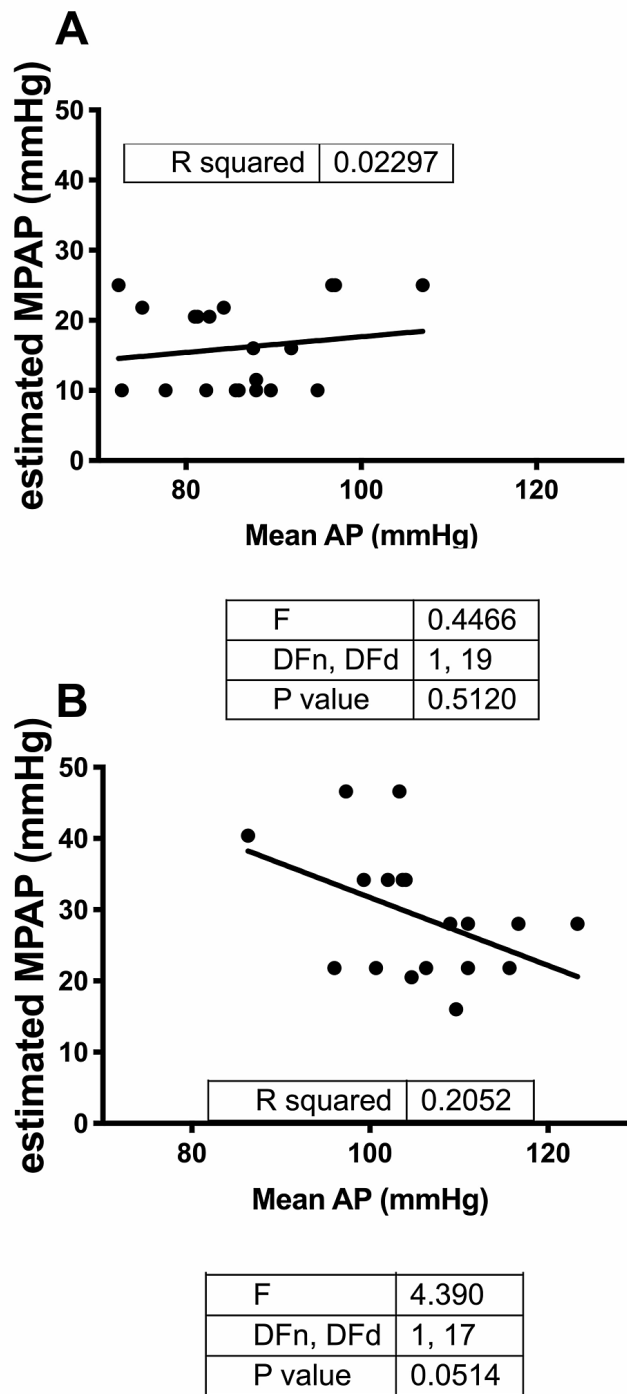 A
estimated MPAP (mmHg)
50
40
30
20
10
0
R squared 0.02297
80 100 120
Mean AP (mmHg)
F 0.4466
DFn, DFd 1, 19
P value 0.5120
B
estimated MPAP (mmHg)
50
40
30
20
10
0
R squared 0.2052
80 100 120
Mean AP (mmHg)
F 4.390
DFn, DFd 1, 17
P value 0.0514